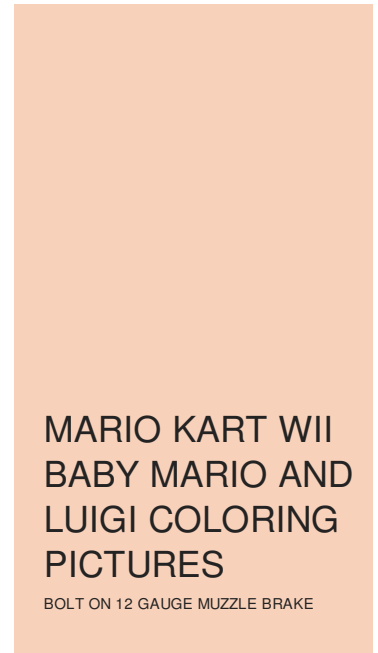 MARIO KART WII
BABY MARIO AND
LUIGI COLORING
PICTURES
BOLT ON 12 GAUGE MUZZLE BRAKE